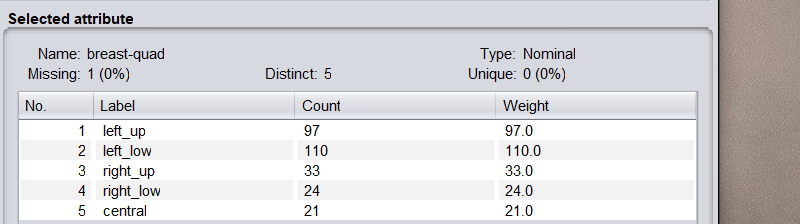 Selected attribute
Name: breast-quad Type: Nominal
Missing: 1 (0%) Distinct: 5 Unique: 0 (0%)
No. Label Count Weight
1 left_up 97 97.0
2 left_low 110 110.0
3 right_up 33 33.0
4 right_low 24 24.0
5 central 21 21.0